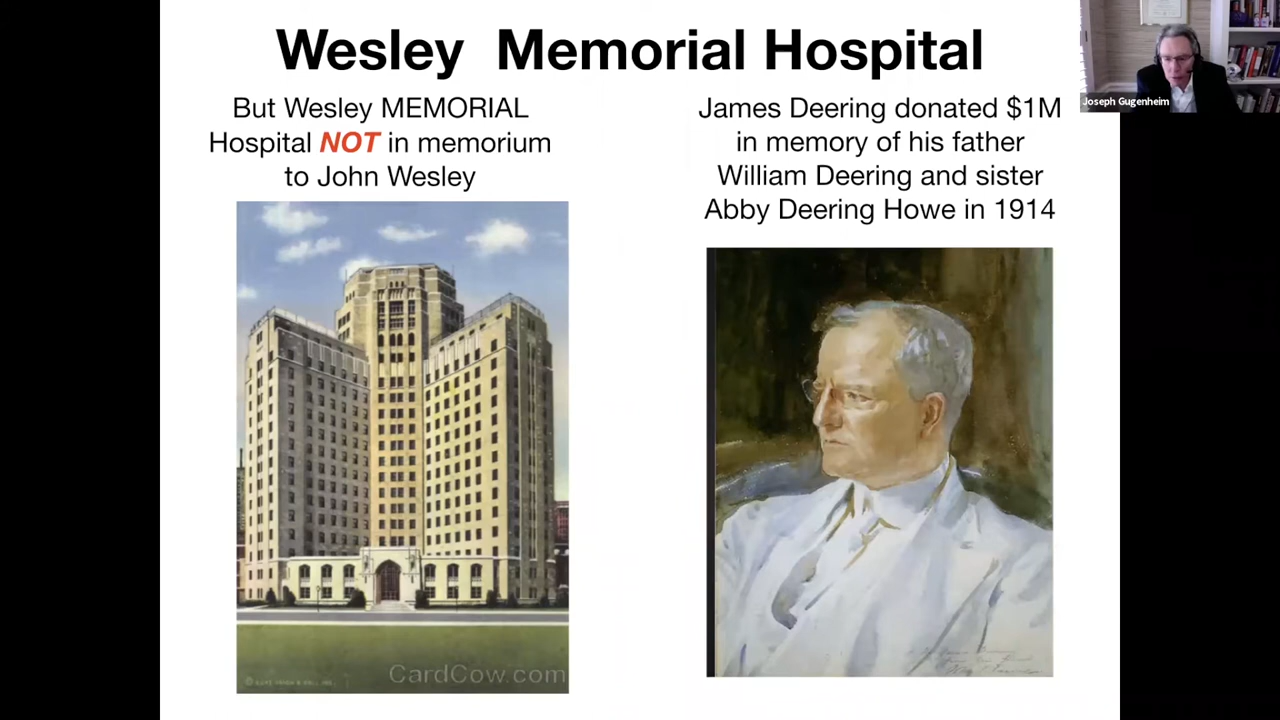 Wesley  Memorial Hospital
But Wesley MEMORIAL
Hospital NOT in memorium
to John Wesley
James Deering donated $1M
in memory of his father
William Deering and sister
Abby Deering Howe in 1914
Joseph Gugenheim
CardCow.com